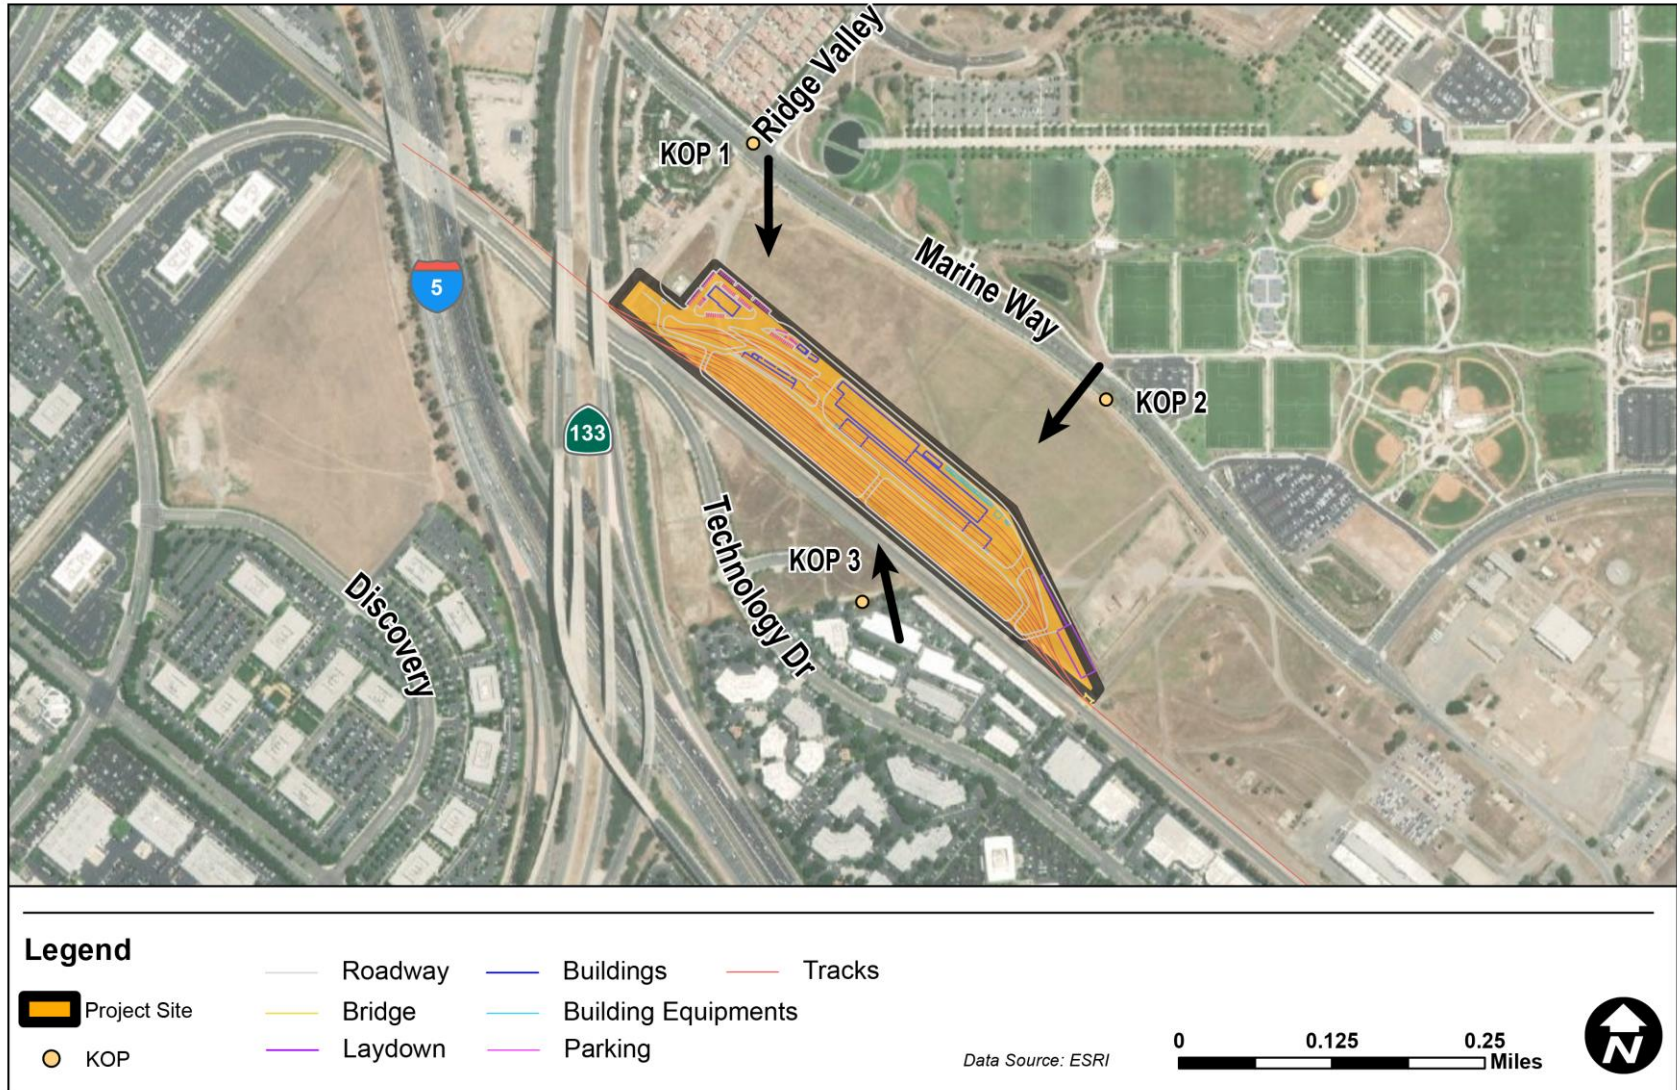 Ridge Valley
KOP 1
Marine Way
5
KOP 2
133
Technology Dr
KOP 3
Discovery
Legend
Project Site
KOP
Roadway
Bridge
Laydown
Buildings
Building Equipments
Parking
Tracks
Data Source: ESRI
0 0.125 0.25
Miles
N